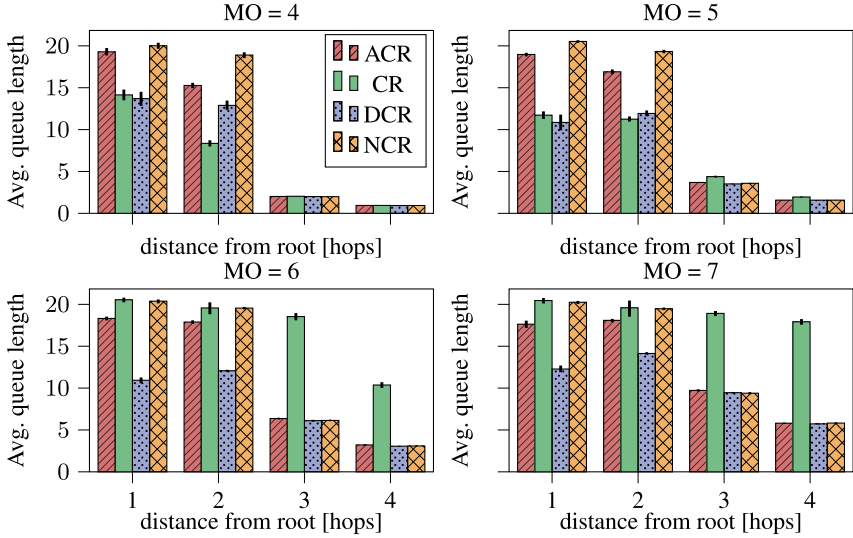 MO = 4
MO = 5
Avg. queue length
20
15
10
5
0
ACR
CR
DCR
NCR
distance from root [hops]
Avg. queue length
20
15
10
5
0
distance from root [hops]
MO = 6
MO = 7
Avg. queue length
20
15
10
5
0
1 2 3 4
distance from root [hops]
Avg. queue length
20
15
10
5
0
1 2 3 4
distance from root [hops]